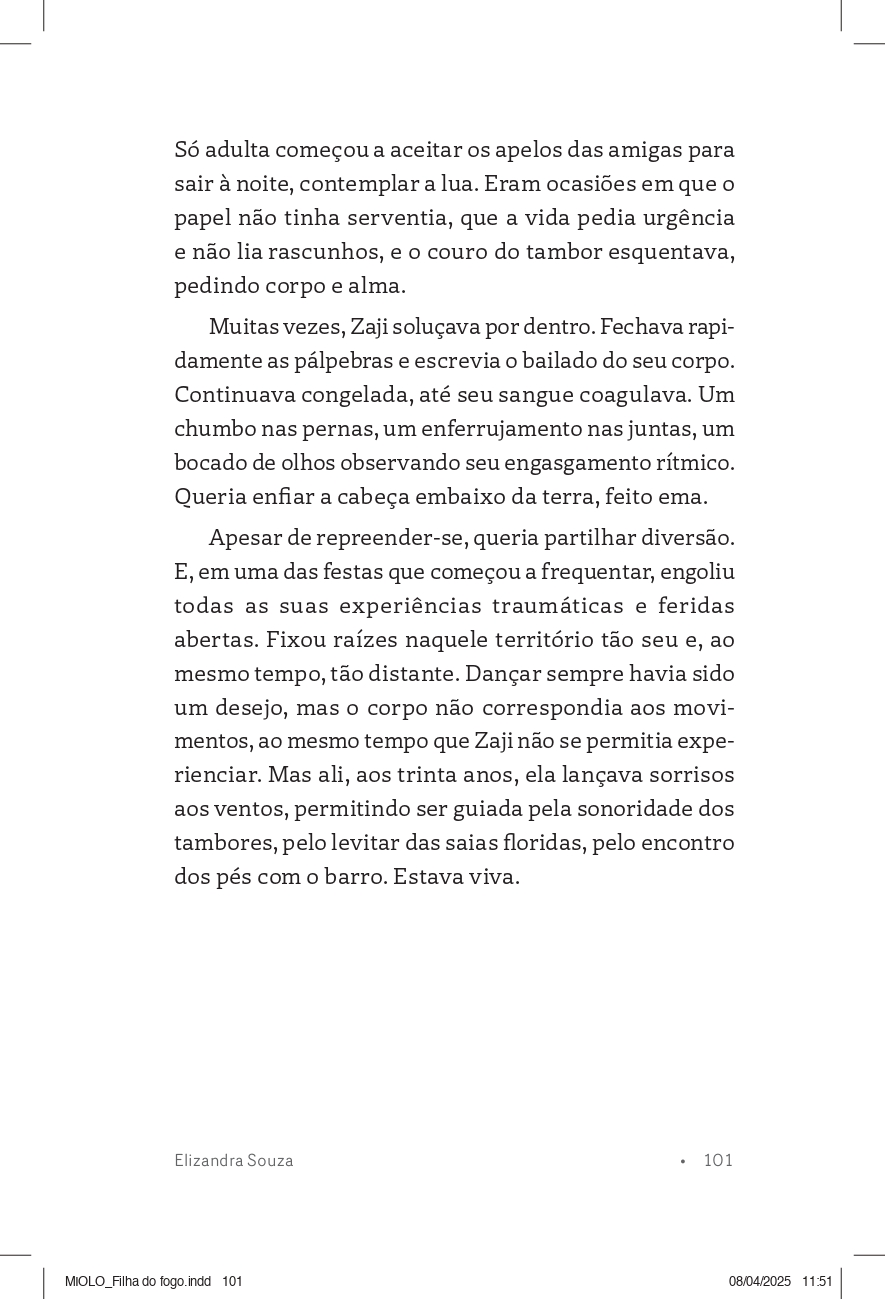 Só adulta começou a aceitar os apelos das amigas para
sair à noite, contemplar a lua. Eram ocasiões em que o
papel não tinha serventia, que a vida pedia urgência
e não lia rascunhos, e o couro do tambor esquentava,
pedindo corpo e alma.
Muitas vezes, Zaji soluçava por dentro. Fechava rapi-
damente as pálpebras e escrevia o bailado do seu corpo.
Continuava congelada, até seu sangue coagulava. Um
chumbo nas pernas, um enferrujamento nas juntas, um
bocado de olhos observando seu engasgamento rítmico.
Queria enfiar a cabeça embaixo da terra, feito ema.
Apesar de repreender-se, queria partilhar diversão.
E, em uma das festas que começou a frequentar, engoliu
todas as suas experiências traumáticas e feridas
abertas. Fixou raízes naquele território tão seu e, ao
mesmo tempo, tão distante. Dançar sempre havia sido
um desejo, mas o corpo não correspondia aos movi-
mentos, ao mesmo tempo que Zaji não se permitia expe-
rienciar. Mas ali, aos trinta anos, ela lançava sorrisos
aos ventos, permitindo ser guiada pela sonoridade dos
tambores, pelo levitar das saias floridas, pelo encontro
dos pés com o barro. Estava viva.
Elizandra Souza • 101
MIOLO_Filha do fogo.indd 101 08/04/2025 11:51